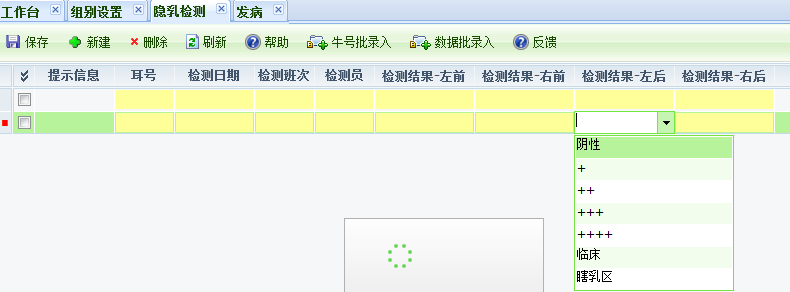 工作台 组别设置 隐乳检测 发病
保存 新建 删除 刷新 帮助 牛号批录入 数据批录入 反馈
提示信息 耳号 检测日期 检测班次 检测员 检测结果-左前 检测结果-右前 检测结果-左后 检测结果-右后
阴性
+
++
+++
++++
临床
瞎乳区